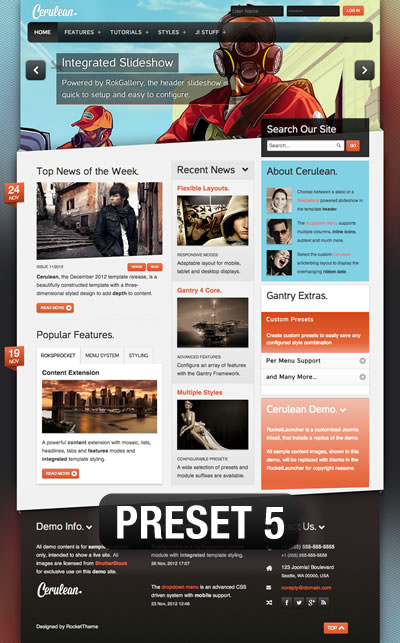 Cerulean.
User Name
LOG IN
HOME
FEATURES +
TUTORIALS +
STYLES +
J! STUFF +
Integrated Slideshow
Powered by RokGallery, the header slideshow is
quick to setup and easy to configure.
Search Our Site
Search...
GO
24
NOV
Top News of the Week.
ISSUE 11/2012
Cerulean, the December 2012 template release, is a
beautifully constructed template with a three-
dimensional styled design to add depth to content.
READ MORE
19
NOV
Popular Features.
ROKSPROCKET
MENU SYSTEM
STYLING
Content Extension
A powerful content extension with mosaic, lists,
headlines, tabs and features modes and
integrated template styling.
READ MORE
Recent News
Flexible Layouts.
RESPONSIVE MODES
Adaptable layout for mobile,
tablet and desktop displays.
Gantry 4 Core.
ADVANCED FEATURES
Configure an array of features
with the Gantry Framework.
Multiple Styles
CONFIGURABLE PRESETS
A wide selection of presets and
module suffixes are available.
About Cerulean.
Choose between a static or a
RokGallery powered slideshow in
the template header.
The dropdown menu supports
multiple columns, inline icons,
subtext and much more.
Select the custom Cerulean
articleblog layout to display the
overhanging ribbon date.
Gantry Extras.
Custom Presets
Create custom presets to easily save any
configured style combination
Per Menu Support
and Many More...
Cerulean Demo.
RocketLauncher is a customized Joomla
install, that installs a replica of the demo.
All sample content images, shown in this
demo, will be replaced with blanks in the
RocketLauncher for copyright reasons.
PRESET 5
Demo Info.
All demo content is for sample
only, intended to show a live site. All
images are licensed from ShutterStock
for exclusive use on this demo site.
Cerulean.
Designed by RocketTheme
module with integrated template styling.
25 Nov, 2012
The dropdown menu is an advanced CSS
driven system with mobile support.
23 Nov, 2012 12:46
t Us.
555-555-5555
+1 (555) 555-555-5555
123 Joomla! Boulevard
Seattle, WA 00000, USA
noreply@domain.com
TOP